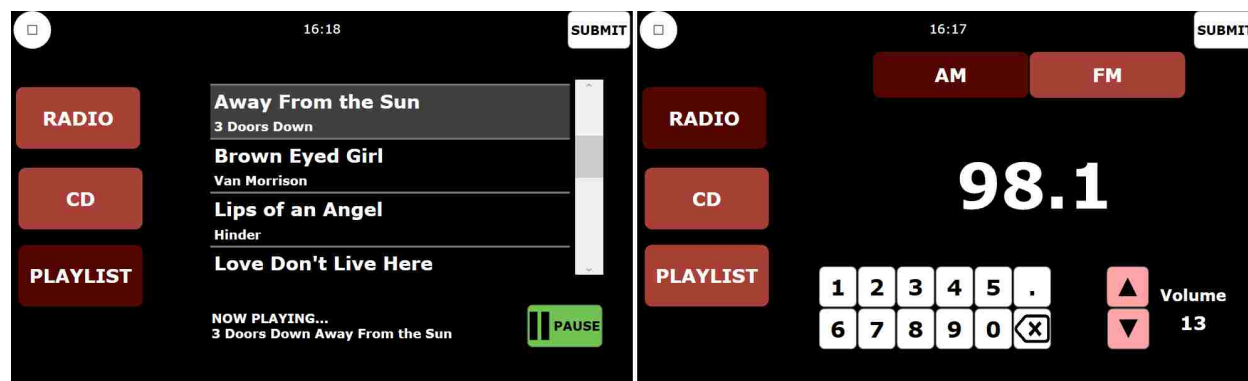 16:18
SUBMIT
RADIO
CD
PLAYLIST
Away From the Sun
3 Doors Down
Brown Eyed Girl
Van Morrison
Lips of an Angel
Hinder
Love Don't Live Here
NOW PLAYING...
3 Doors Down Away From the Sun
PAUSE
16:17
SUBMIT
AM FM
RADIO
CD
PLAYLIST
98.1
1 2 3 4 5 .
6 7 8 9 0
Volume
13